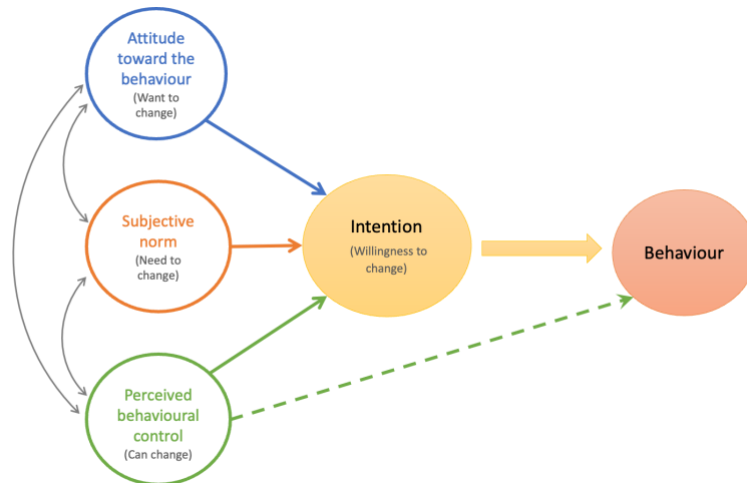 Attitude
toward the
behaviour
(Want to
change)
Subjective
norm
(Need to
change)
Intention
(Willingness to
change)
Behaviour
Perceived
behavioural
control
(Can change)